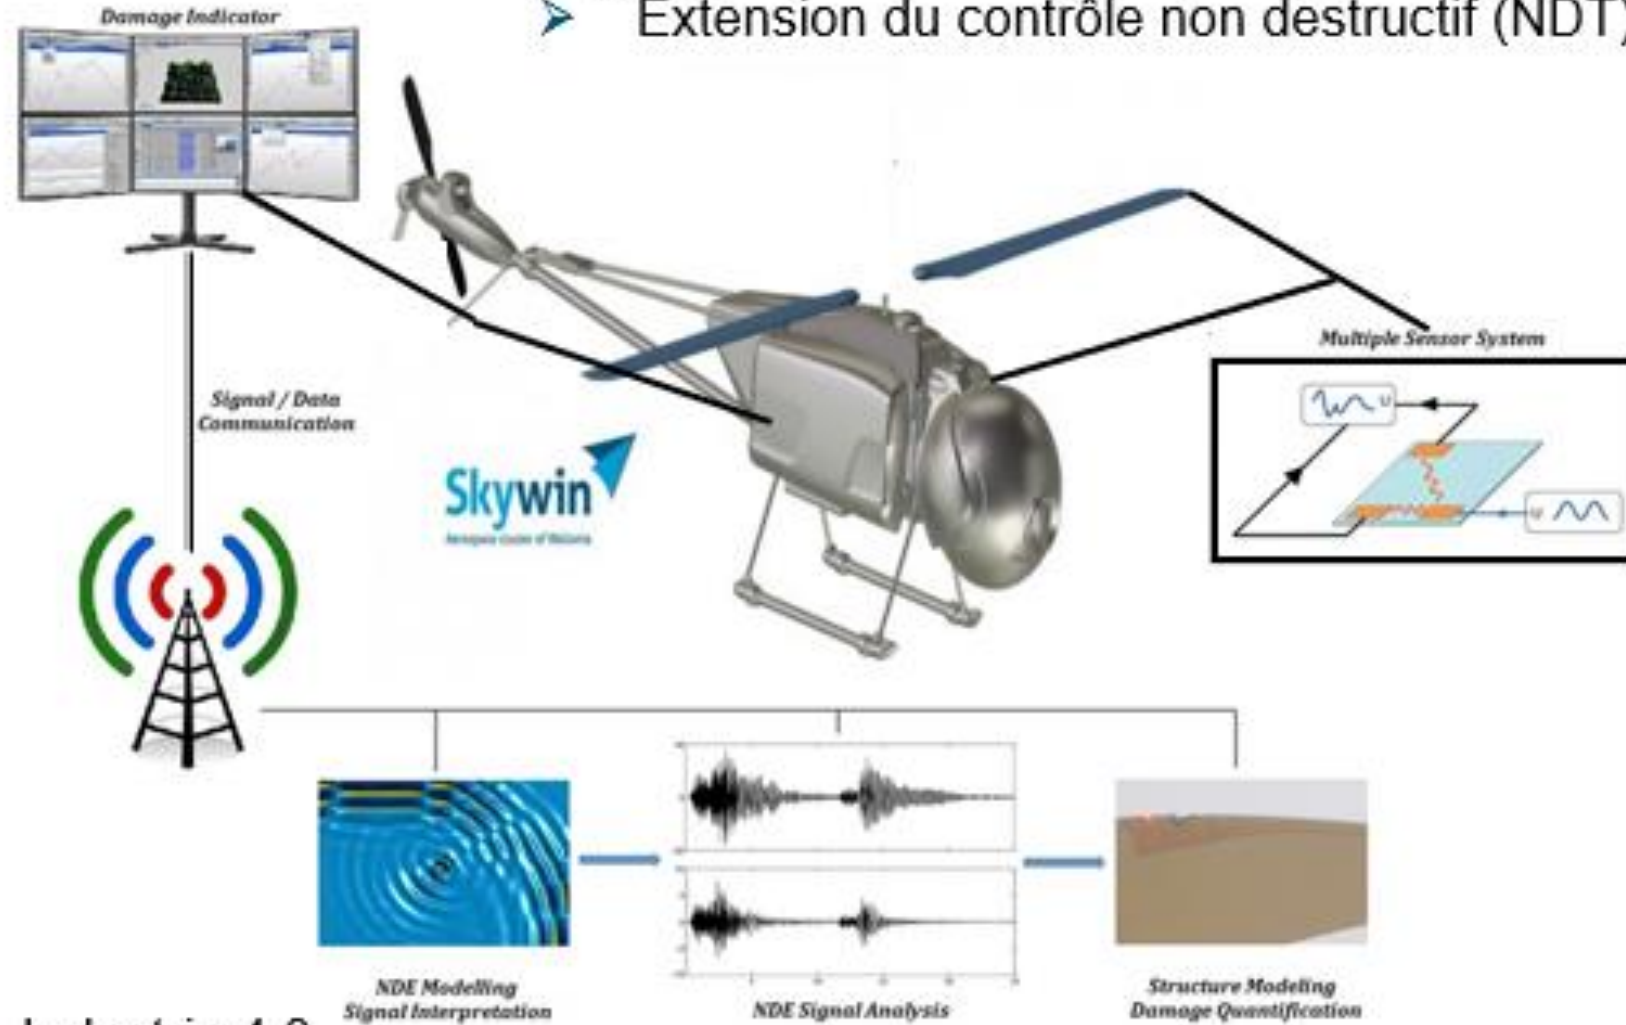 Damage Indicator
Extension du contrôle non destructif (NDT)
Multiple Sensor System
Signal / Data
Communication
Skywin
NDE Modelling
Signal Interpretation
NDE Signal Analysis
Structure Modeling
Damage Quantification